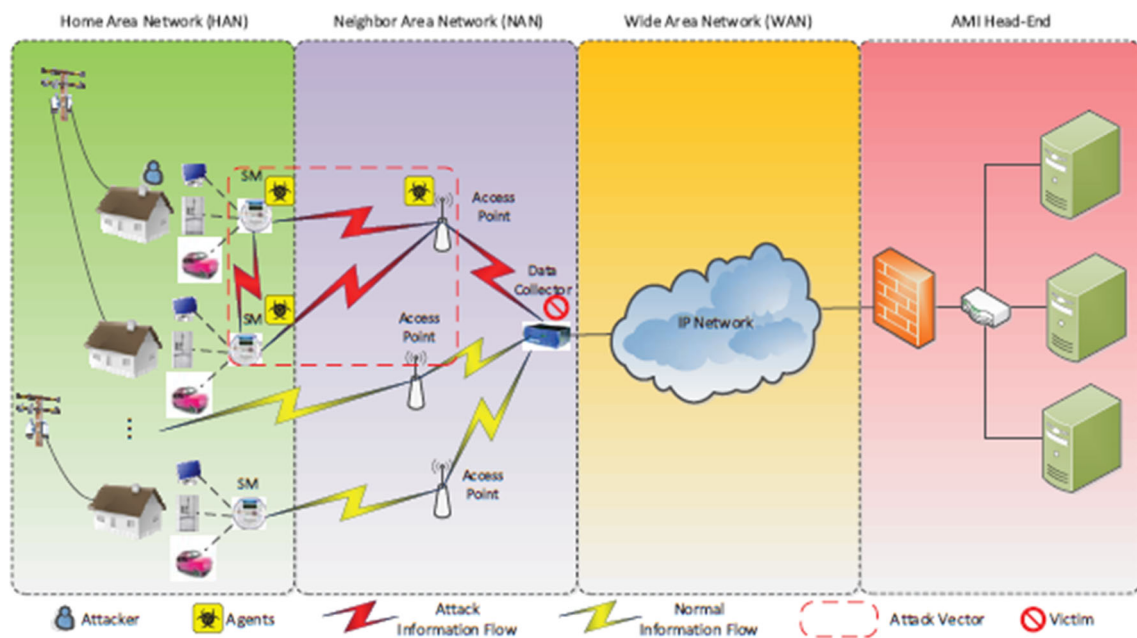 Home Area Network (HAN)
Neighbor Area Network (NAN)
Wide Area Network (WAN)
AMI Head-End
SM
Access
Point
Data
Collector
SM
Access
Point
IP Network
SM
Access
Point
Attacker
Agents
Attack
Information Flow
Normal
Information Flow
Attack Vector
Victim